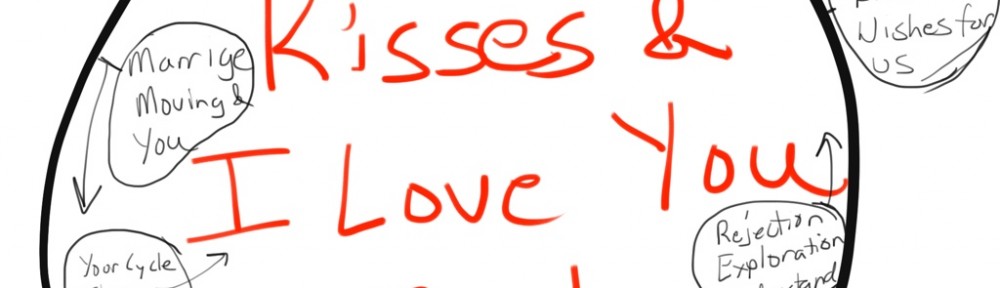 Kisses &
I Love You
Marrige
Moving &
You
Wishes for
us
Your Cycle
Rejection
Exploration